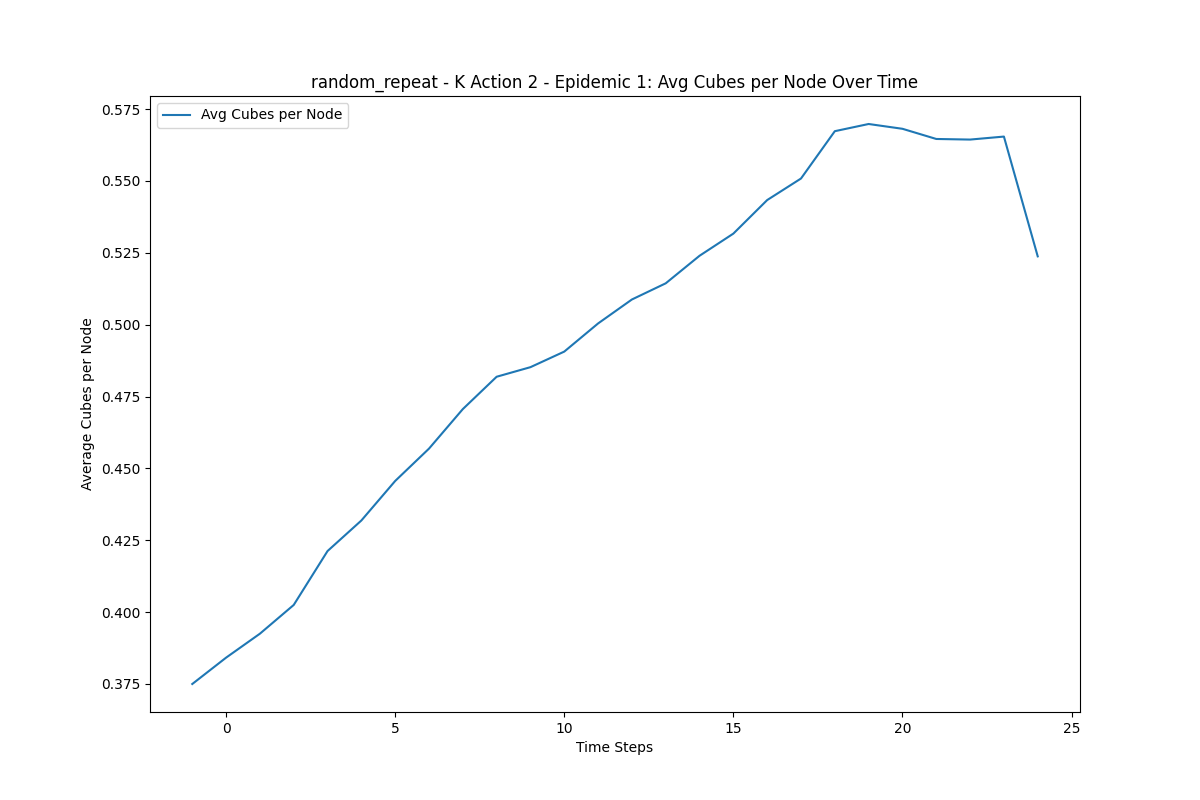 random_repeat - K Action 2 - Epidemic 1: Avg Cubes per Node Over Time
Avg Cubes per Node
Average Cubes per Node
0.575
0.550
0.525
0.500
0.475
0.450
0.425
0.400
0.375
0 5 10 15 20 25
Time Steps